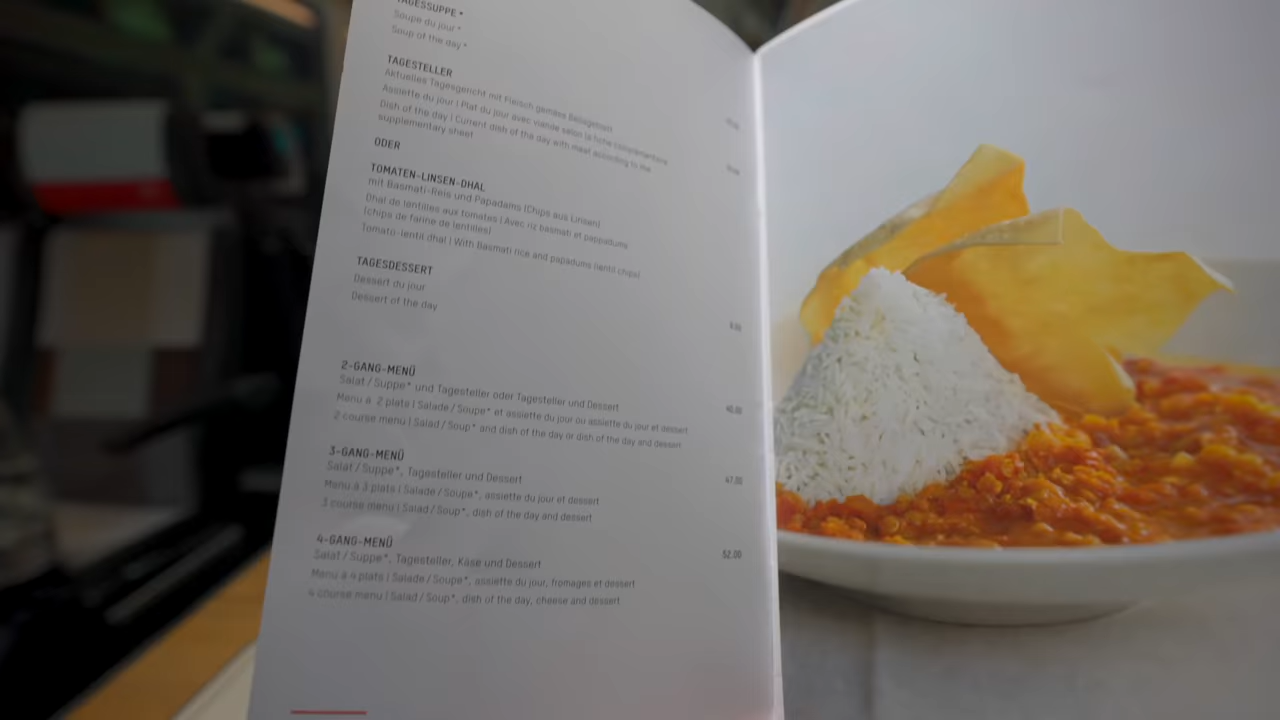 TAGESSUPPE*
Soupe du jour*
Soup of the day*
TAGESTELLER
Aktuelles Tagesgericht mit Fleisch gemäss Beilageblatt
Assiette du jour | Plat du jour avec viande selon la fiche complémentaire
Dish of the day | Current dish of the day with meat according to the
supplementary sheet
ODER
TOMATEN-LINSEN-DHAL
mit Basmati-Reis und Papadams (Chips aus Linsen)
Dhal de lentilles aux tomates | Avec riz basmati et pappadums
(chips de farine de lentilles)
Tomato-lentil dhal | With Basmati rice and papadums (lentil chips)
TAGESDESSERT
Dessert du jour
Dessert of the day
2-GANG-MENÜ
Salat / Suppe* und Tagesteller oder Tagesteller und Dessert 40.00
Menu à 2 plats | Salade / Soupe* et assiette du jour ou assiette du jour et dessert
2 course menu | Salad / Soup* and dish of the day or dish of the day and dessert
3-GANG-MENÜ
Salat / Suppe*, Tagesteller und Dessert 47.00
Menu à 3 plats | Salade / Soupe*, assiette du jour et dessert
3 course menu | Salad / Soup*, dish of the day and dessert
4-GANG-MENÜ 52.00
Salat / Suppe*, Tagesteller, Käse und Dessert
Menu à 4 plats | Salade / Soupe*, assiette du jour, fromages et dessert
4 course menu | Salad / Soup*, dish of the day, cheese and dessert